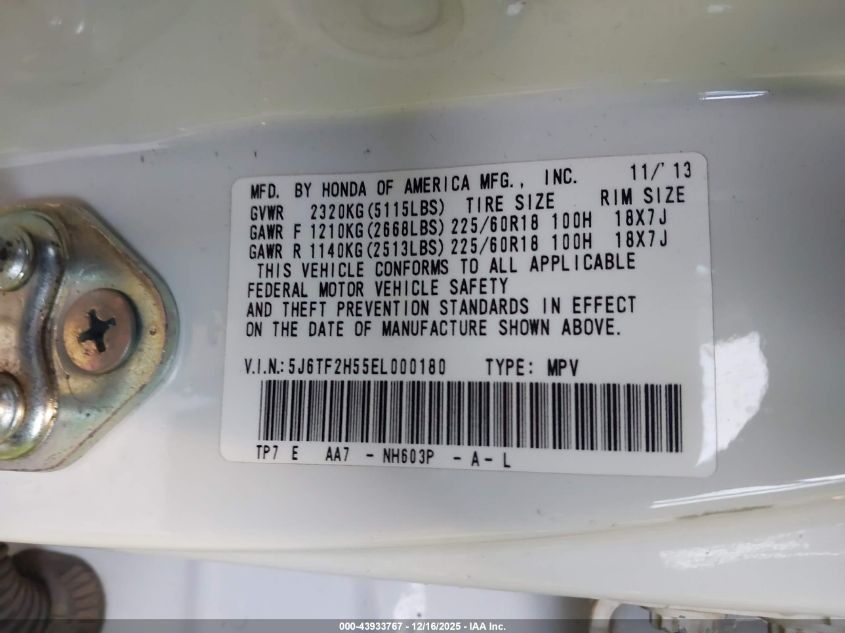 MFD. BY HONDA OF AMERICA MFG., INC. 11/'13
GVWR 2320KG(5115LBS) TIRE SIZE RIM SIZE
GAWR F 1210KG(2668LBS) 225/60R18 100H 18X7J
GAWR R 1140KG(2513LBS) 225/60R18 100H 18X7J
THIS VEHICLE CONFORMS TO ALL APPLICABLE
FEDERAL MOTOR VEHICLE SAFETY
AND THEFT PREVENTION STANDARDS IN EFFECT
ON THE DATE OF MANUFACTURE SHOWN ABOVE.
V.I.N.:5J6TF2H55EL000180 TYPE: MPV
TP7 E AA7 - NH603P - A - L
000-43933767 - 12/16/2025 - IAA Inc.